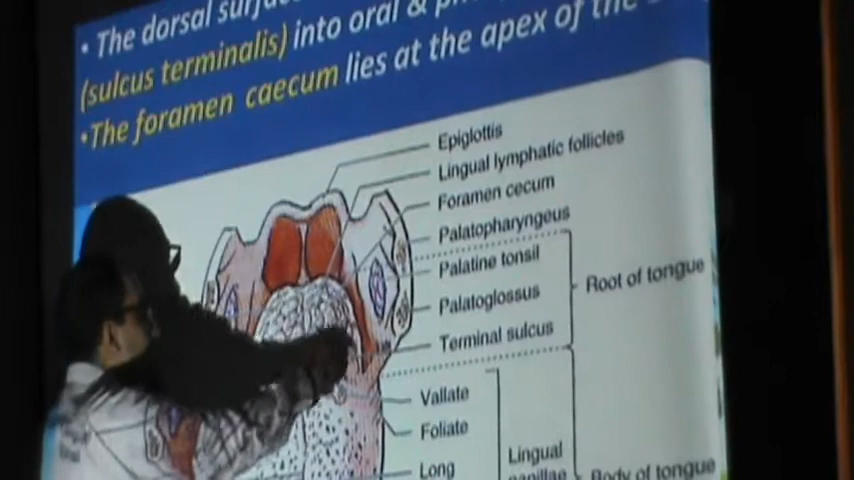 • The dorsal
(sulcus terminalis) into oral &
•The foramen caecum lies at the apex of the
Epiglottis
Lingual lymphatic follicles
Foramen cecum
Palatopharyngeus
Palatine tonsil
Palatoglossus
Terminal sulcus
Root of tongue
Vallate
Foliate
Long
Lingual
papillae
Body of tongue